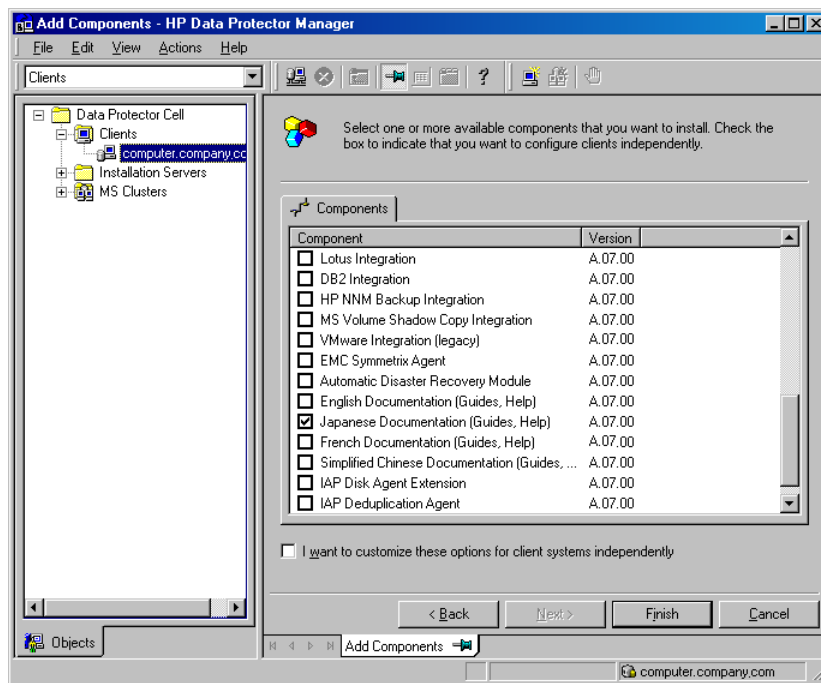 Add Components - HP Data Protector Manager
File Edit View Actions Help
Clients
Data Protector Cell
Clients
computer.company.co
Installation Servers
MS Clusters
Objects
Select one or more available components that you want to install. Check the
box to indicate that you want to configure clients independently.
Components
Component Version
Lotus Integration A.07.00
DB2 Integration A.07.00
HP NNM Backup Integration A.07.00
MS Volume Shadow Copy Integration A.07.00
VMware Integration (legacy) A.07.00
EMC Symmetrix Agent A.07.00
Automatic Disaster Recovery Module A.07.00
English Documentation (Guides, Help) A.07.00
Japanese Documentation (Guides, Help) A.07.00
French Documentation (Guides, Help) A.07.00
Simplified Chinese Documentation (Guides, ... A.07.00
IAP Disk Agent Extension A.07.00
IAP Deduplication Agent A.07.00
I want to customize these options for client systems independently
< Back Next > Finish Cancel
Add Components
computer.company.com